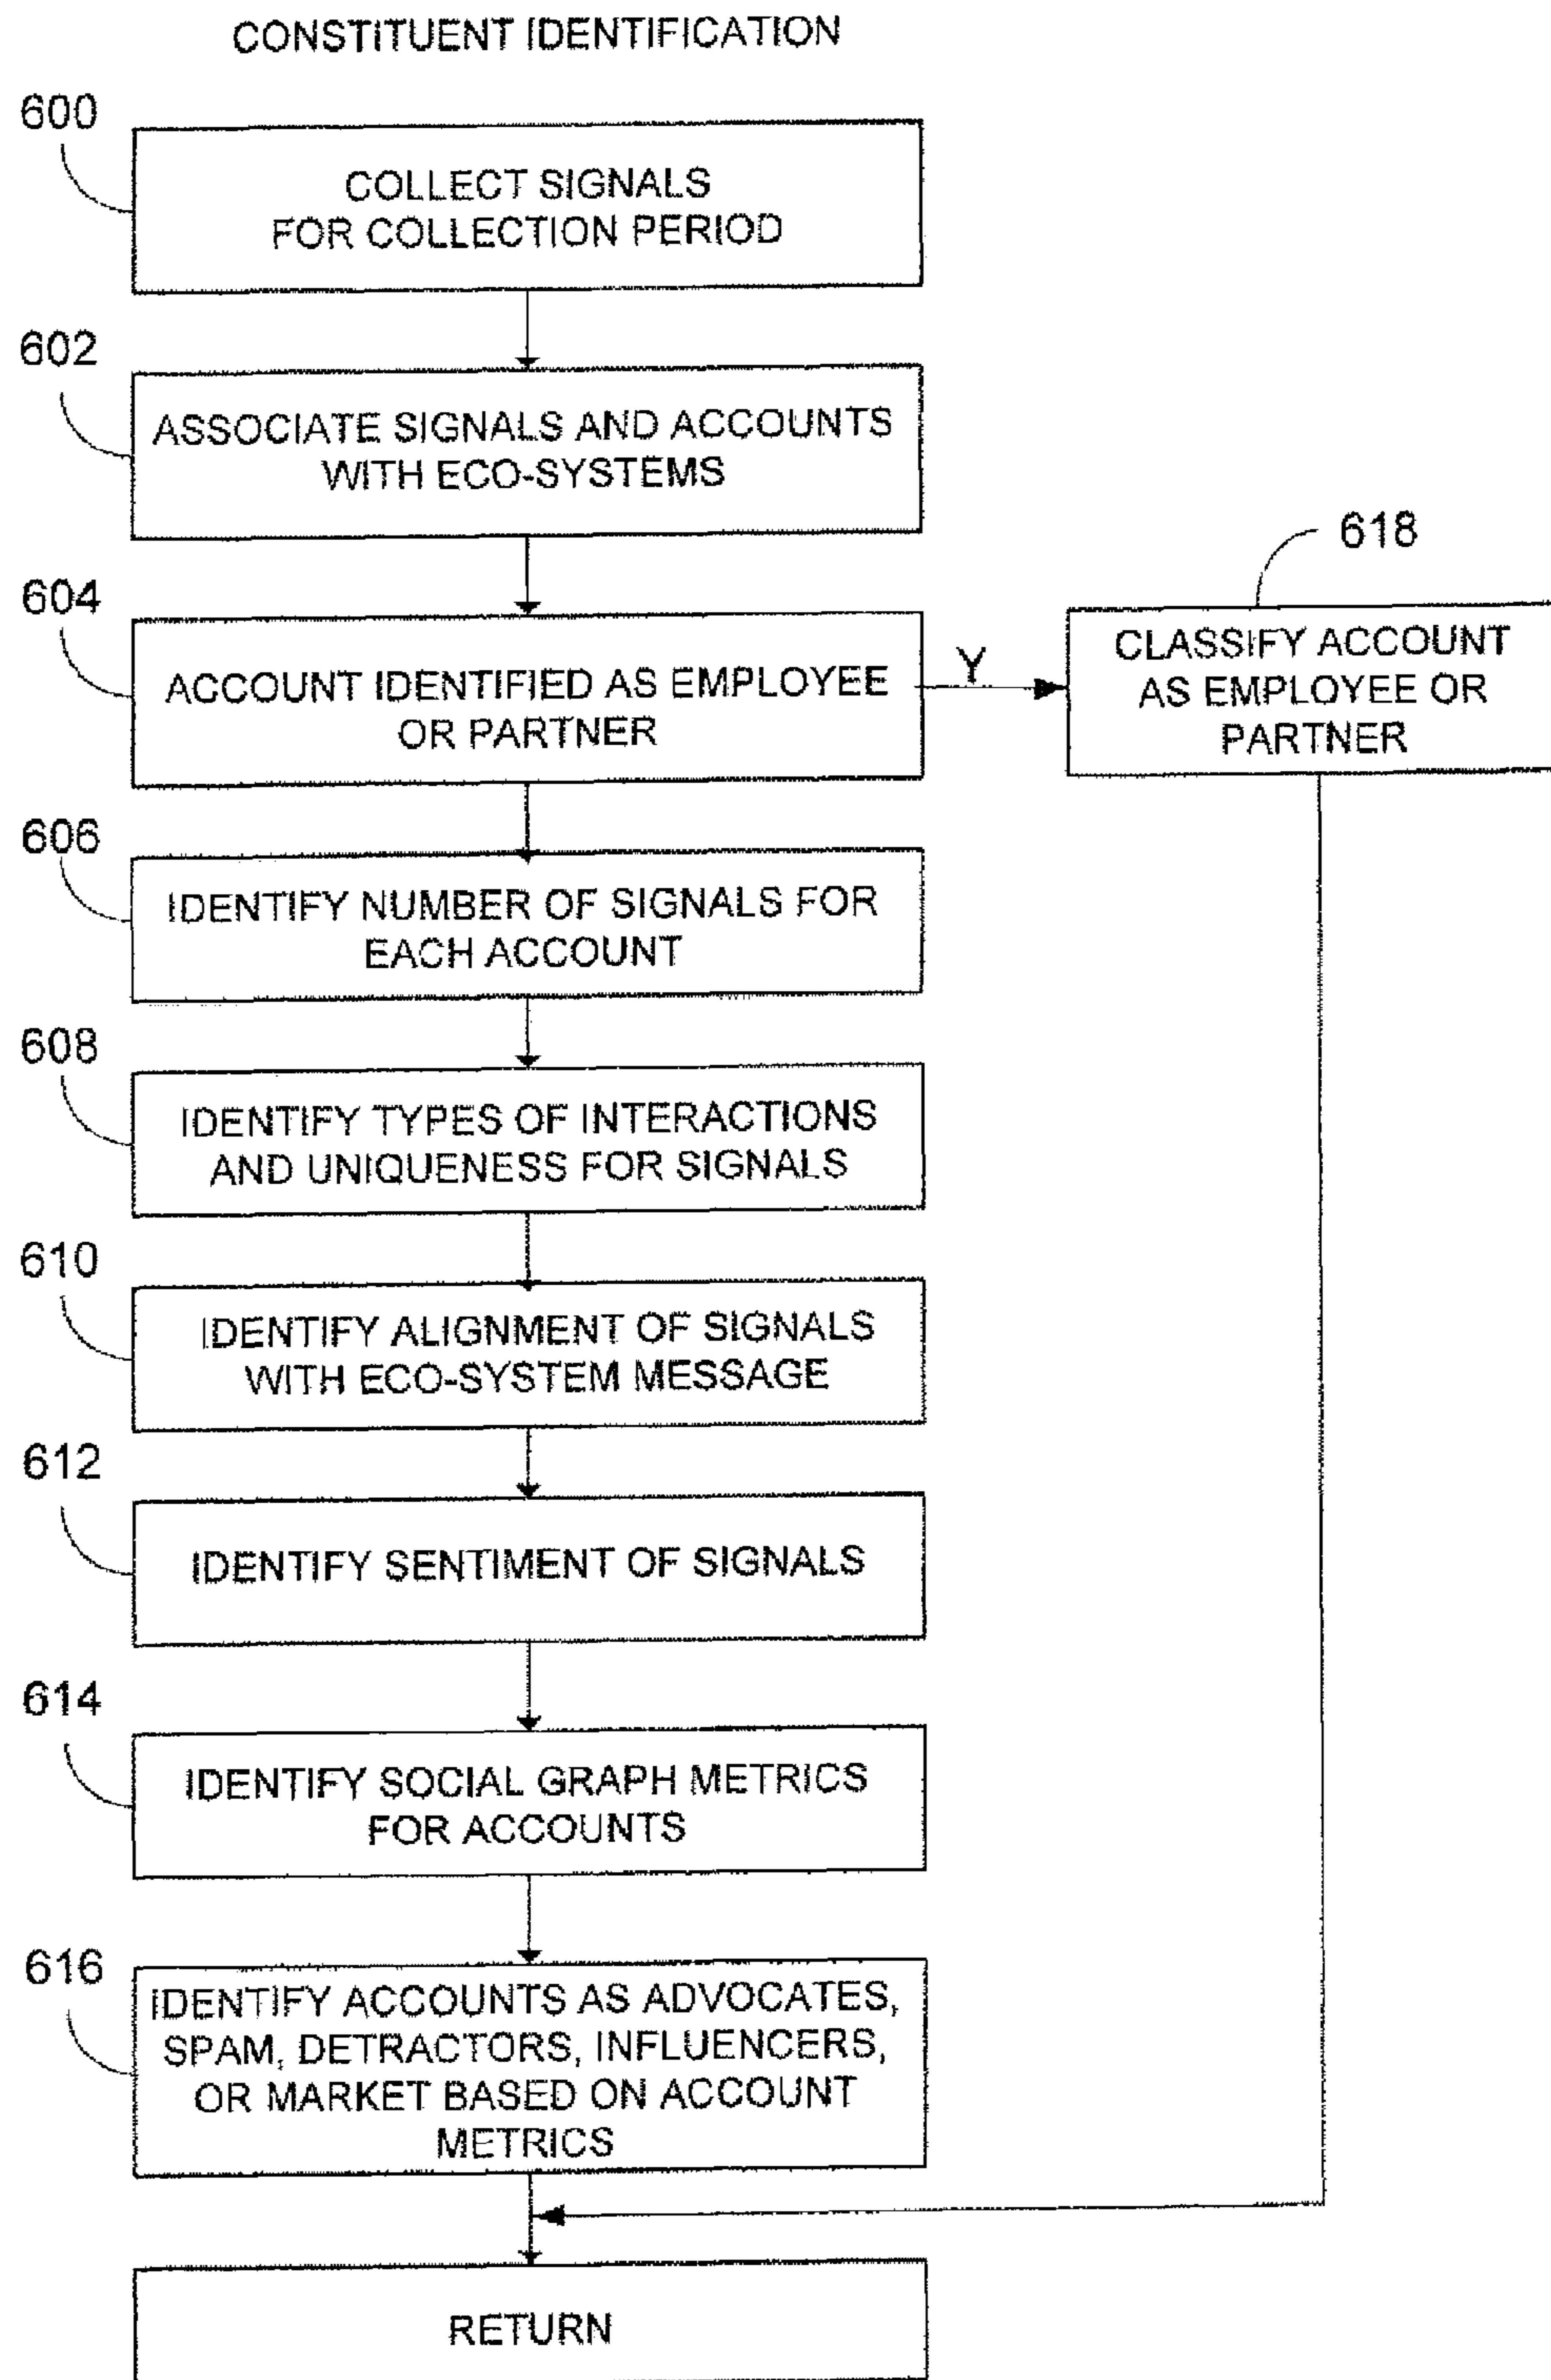 CONSTITUENT IDENTIFICATION
600
COLLECT SIGNALS
FOR COLLECTION PERIOD
602
ASSOCIATE SIGNALS AND ACCOUNTS
WITH ECO-SYSTEMS
604
ACCOUNT IDENTIFIED AS EMPLOYEE
OR PARTNER
Y
618
CLASSIFY ACCOUNT
AS EMPLOYEE OR
PARTNER
606
IDENTIFY NUMBER OF SIGNALS FOR
EACH ACCOUNT
608
IDENTIFY TYPES OF INTERACTIONS
AND UNIQUENESS FOR SIGNALS
610
IDENTIFY ALIGNMENT OF SIGNALS
WITH ECO-SYSTEM MESSAGE
612
IDENTIFY SENTIMENT OF SIGNALS
614
IDENTIFY SOCIAL GRAPH METRICS
FOR ACCOUNTS
616
IDENTIFY ACCOUNTS AS ADVOCATES,
SPAM, DETRACTORS, INFLUENCERS,
OR MARKET BASED ON ACCOUNT
METRICS
RETURN